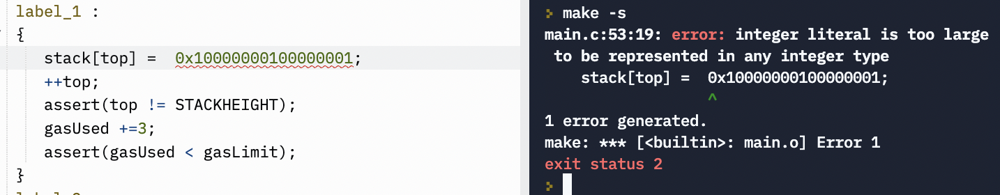 label_1 :
{
stack[top] =  0x10000000100000001;
++top;
assert(top != STACKHEIGHT);
gasUsed +=3;
assert(gasUsed < gasLimit);
}
> make -s
main.c:53:19: error: integer literal is too large
to be represented in any integer type
stack[top] =  0x10000000100000001;
^
1 error generated.
make: *** [<builtin>: main.o] Error 1
exit status 2
>